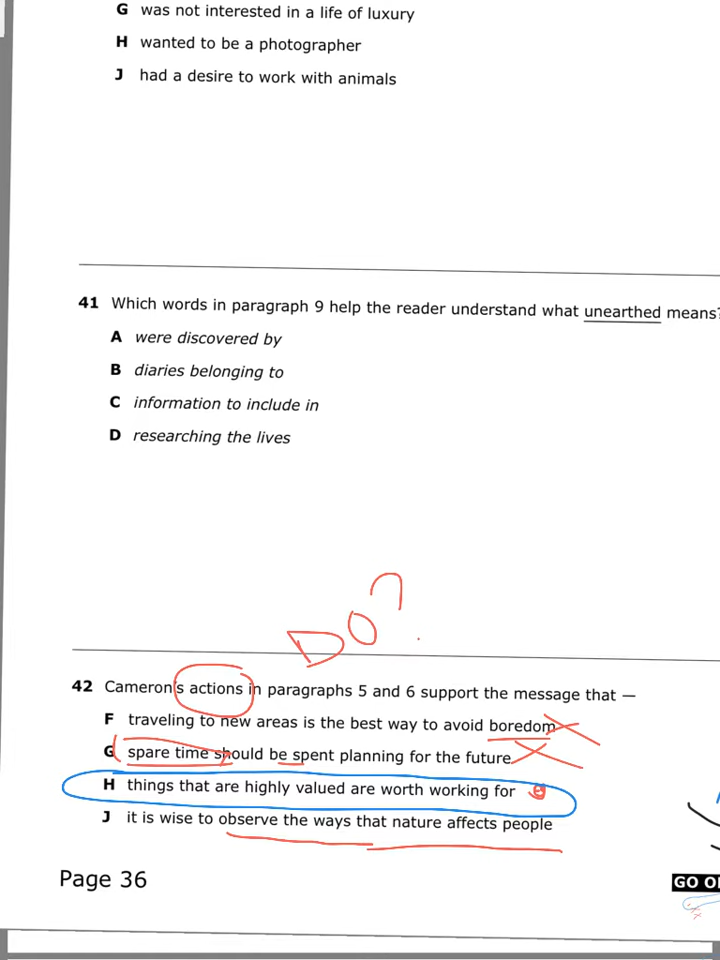 G was not interested in a life of luxury
H wanted to be a photographer
J had a desire to work with animals
41 Which words in paragraph 9 help the reader understand what unearthed means?
A were discovered by
B diaries belonging to
C information to include in
D researching the lives
DO?
42 Cameron's actions in paragraphs 5 and 6 support the message that —
F traveling to new areas is the best way to avoid boredom
G spare time should be spent planning for the future
H things that are highly valued are worth working for
J it is wise to observe the ways that nature affects people
Page 36
GO O